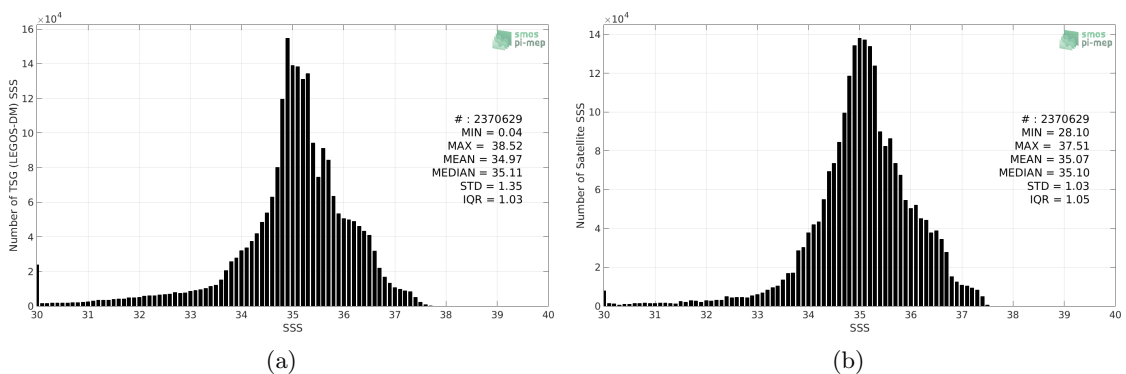 ×10⁴
16
14
12
10
8
6
4
2
0
Number of TSG (LEGOS-DM) SSS
smos
pi-mep
# : 2370629
MIN = 0.04
MAX = 38.52
MEAN = 34.97
MEDIAN = 35.11
STD = 1.35
IQR = 1.03
30 31 32 33 34 35 36 37 38 39 40
SSS
(a)
×10⁴
14
12
10
8
6
4
2
0
Number of Satellite SSS
smos
pi-mep
# : 2370629
MIN = 28.10
MAX = 37.51
MEAN = 35.07
MEDIAN = 35.10
STD = 1.03
IQR = 1.05
30 31 32 33 34 35 36 37 38 39 40
SSS
(b)